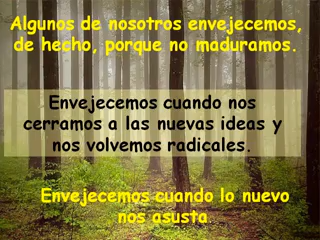 Algunos de nosotros envejecemos,
de hecho, porque no maduramos.
Envejecemos cuando nos
cerramos a las nuevas ideas y
nos volvemos radicales.
Envejecemos cuando lo nuevo
nos asusta